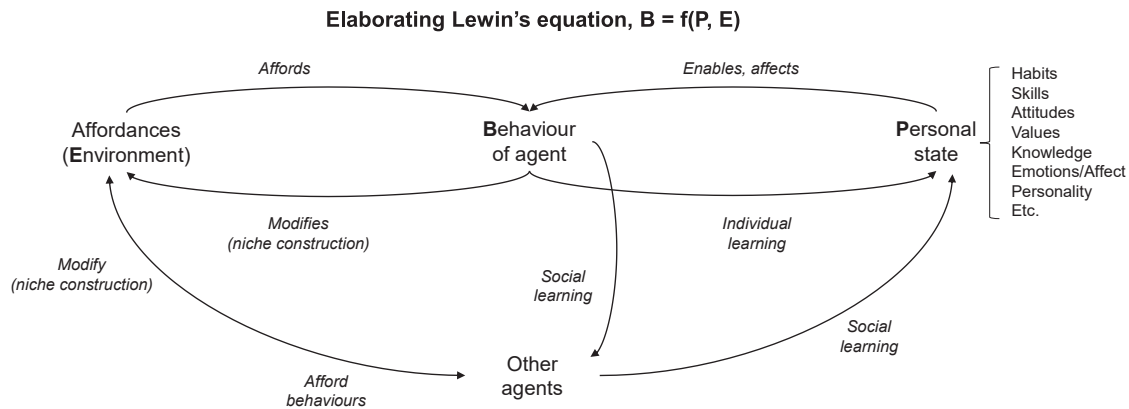 Elaborating Lewin's equation, B = f(P, E)
Affords
Enables, affects
Affordances
(Environment)
Behaviour
of agent
Personal
state
Habits
Skills
Attitudes
Values
Knowledge
Emotions/Affect
Personality
Etc.
Modifies
(niche construction)
Individual
learning
Modify
(niche construction)
Social
learning
Social
learning
Other
agents
Afford
behaviours